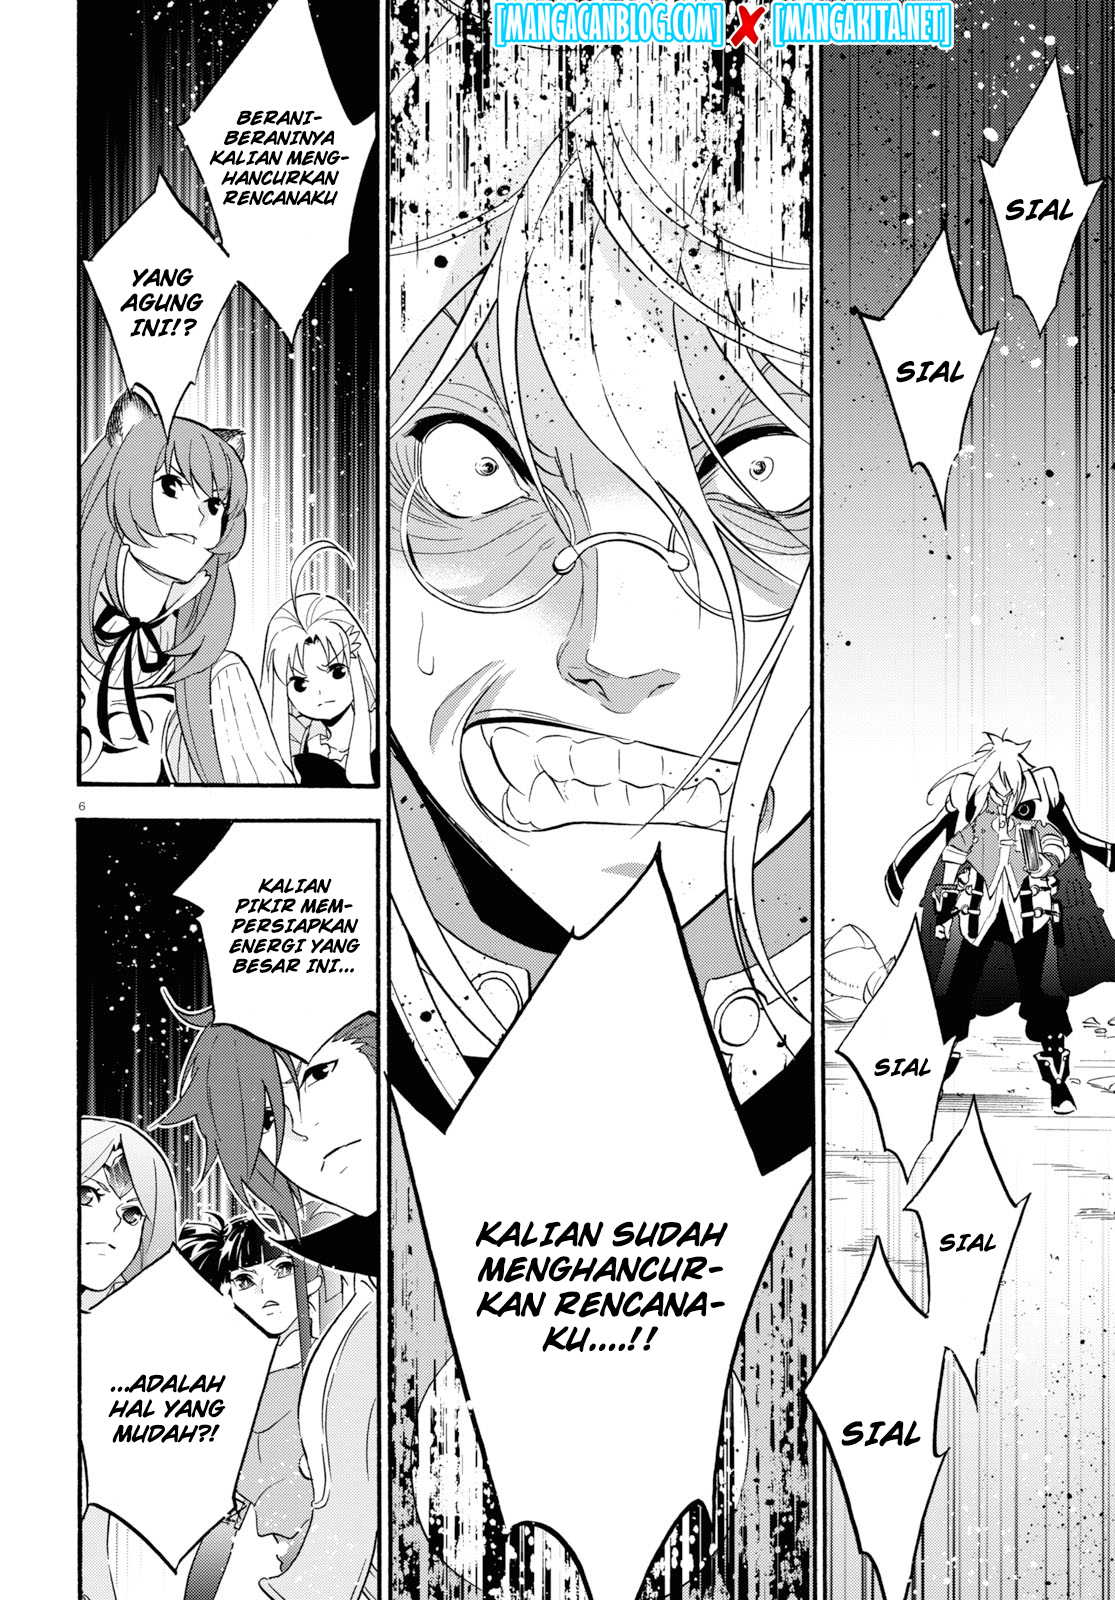 [MANGACANBLOG.COM] X [MANGAKITA.NET]
SIAL
SIAL
SIAL
SIAL
SIAL
KALIAN SUDAH
MENGHANCUR-
KAN RENCANA-
KU....!!
BERANI-
BERANINYA
KALIAN MENG-
HANCURKAN
RENCANAKU
YANG
AGUNG
INI!?
6
KALIAN
PIKIR MEM-
PERSIAPKAN
ENERGI YANG
BESAR INI...
...ADALAH
HAL YANG
MUDAH?!